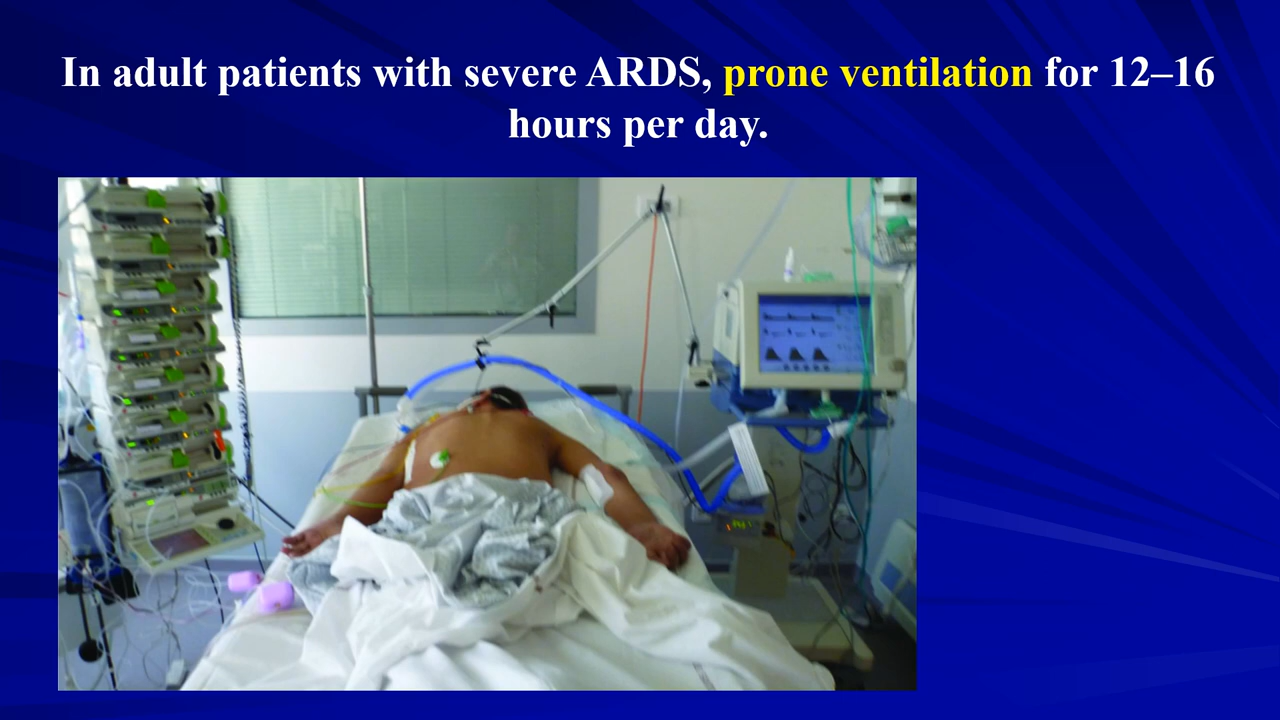 In adult patients with severe ARDS, prone ventilation for 12–16
hours per day.